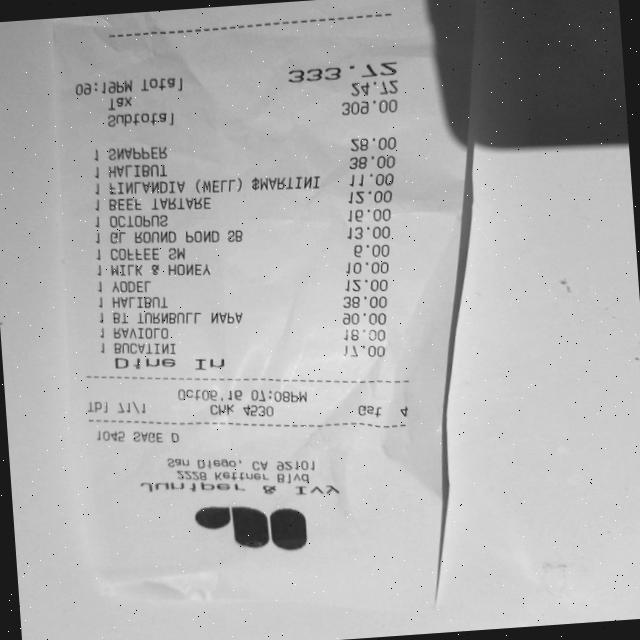 Juniper & Ivy
2228 Kettner Blvd
San Diego, CA 92101
1045 SAGE D
Tbl 71/1 Chk 4530 Gst 4
Oct06'16 07:08PM
Dine In
1 BUCATINI 17.00
1 RAVIOLO 18.00
1 BT TURNBULL NAPA 90.00
1 HALIBUT 38.00
1 YODEL 12.00
1 MILK & HONEY 10.00
1 COFFEE SM 6.00
1 GL ROUND POND SB 13.00
1 OCTOPUS 16.00
1 BEEF TARTARE 12.00
1 FINLANDIA (WELL) $MARTINI 11.00
1 HALIBUT 38.00
1 SNAPPER 28.00
Subtotal 309.00
Tax 24.72
09:19PM Total 333.72